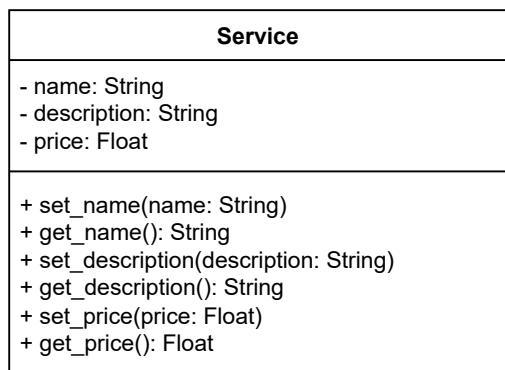 Service
- name: String
- description: String
- price: Float
+ set_name(name: String)
+ get_name(): String
+ set_description(description: String)
+ get_description(): String
+ set_price(price: Float)
+ get_price(): Float